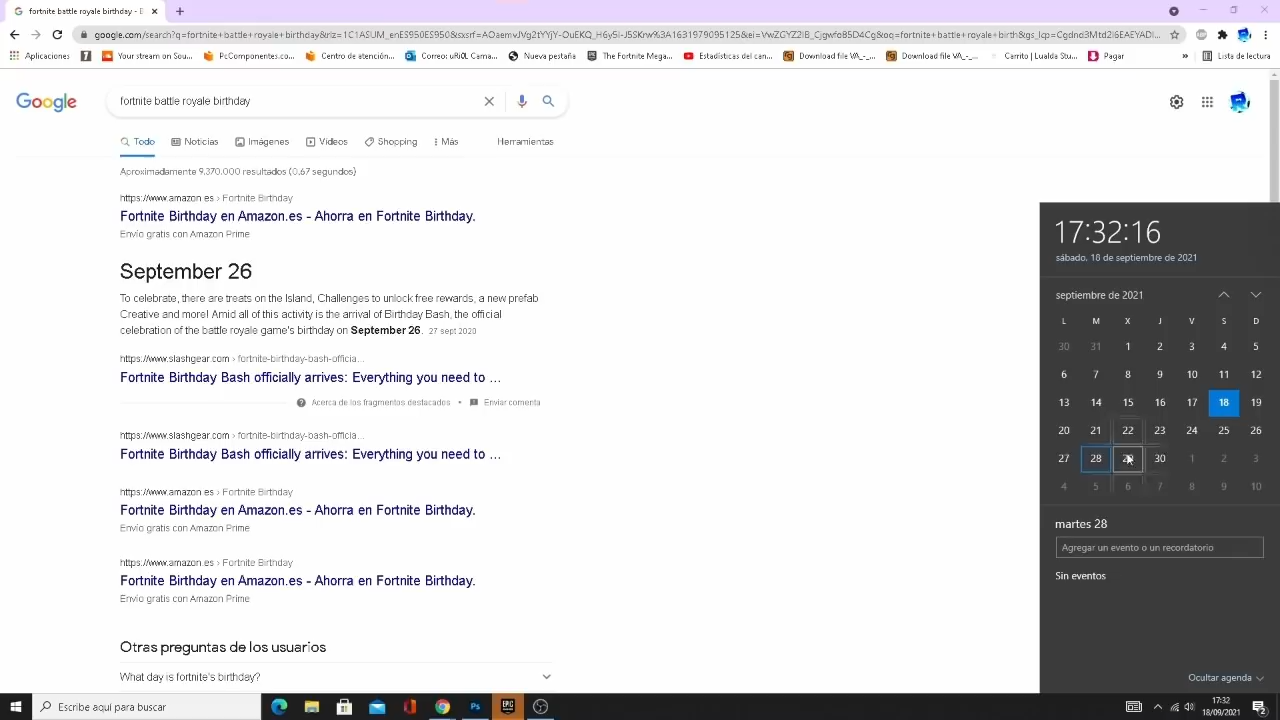 fortnite battle royale birthday - B
Aplicaciones
Your stream on Sou...
PcComponentes.co...
Centro de atención...
Correo: uRi0L Cama...
Nueva pestaña
The Fortnite Mega...
Estadísticas del can...
Download file VA_-_...
Download file VA_-_...
Carrito | Lualda Stu...
Pagar
»
Lista de lectura
Google
fortnite battle royale birthday
Todo
Noticias
Imágenes
Vídeos
Shopping
Más
Herramientas
Aproximadamente 9.370.000 resultados (0.67 segundos)
https://www.amazon.es › Fortnite Birthday
Fortnite Birthday en Amazon.es - Ahorra en Fortnite Birthday.
Envío gratis con Amazon Prime
September 26
To celebrate, there are treats on the Island, Challenges to unlock free rewards, a new prefab
Creative and more! Amid all of this activity is the arrival of Birthday Bash, the official
celebration of the battle royale game's birthday on September 26. 27 sept 2020
https://www.slashgear.com › fortnite-birthday-bash-officia...
Fortnite Birthday Bash officially arrives: Everything you need to ...
Acerca de los fragmentos destacados • Enviar comenta
https://www.slashgear.com › fortnite-birthday-bash-officia...
Fortnite Birthday Bash officially arrives: Everything you need to ...
https://www.amazon.es › Fortnite Birthday
Fortnite Birthday en Amazon.es - Ahorra en Fortnite Birthday.
Envío gratis con Amazon Prime
https://www.amazon.es › Fortnite Birthday
Fortnite Birthday en Amazon.es - Ahorra en Fortnite Birthday.
Envío gratis con Amazon Prime
Otras preguntas de los usuarios
What day is fortnite's birthday?
17:32:16
sábado, 18 de septiembre de 2021
septiembre de 2021
L M X J V S D
30 31 1 2 3 4 5
6 7 8 9 10 11 12
13 14 15 16 17 18 19
20 21 22 23 24 25 26
27 28 29 30 1 2 3
4 5 6 7 8 9 10
martes 28
Agregar un evento o un recordatorio
Sin eventos
Ocultar agenda
Escribe aquí para buscar
Ps
EPIC
17:32
18/09/2021
2